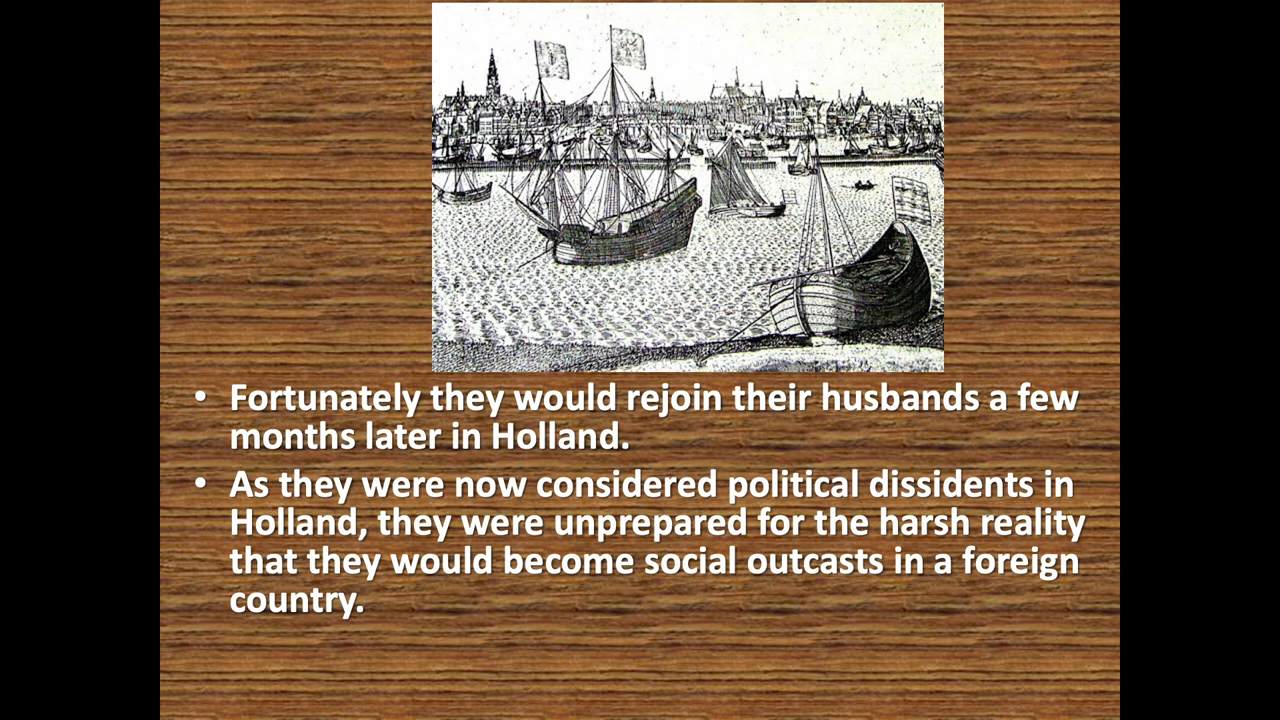 • Fortunately they would rejoin their husbands a few
months later in Holland.
• As they were now considered political dissidents in
Holland, they were unprepared for the harsh reality
that they would become social outcasts in a foreign
country.